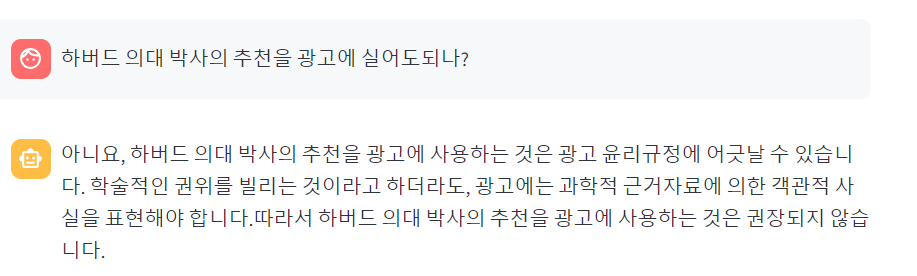 하버드 의대 박사의 추천을 광고에 실어도되나?
아니요, 하버드 의대 박사의 추천을 광고에 사용하는 것은 광고 윤리규정에 어긋날 수 있습니
다. 학술적인 권위를 빌리는 것이라고 하더라도, 광고에는 과학적 근거자료에 의한 객관적 사
실을 표현해야 합니다.따라서 하버드 의대 박사의 추천을 광고에 사용하는 것은 권장되지 않습
니다.